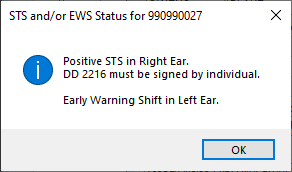 STS and/or EWS Status for 990990027
Positive STS in Right Ear.
DD 2216 must be signed by individual.
Early Warning Shift in Left Ear.
OK